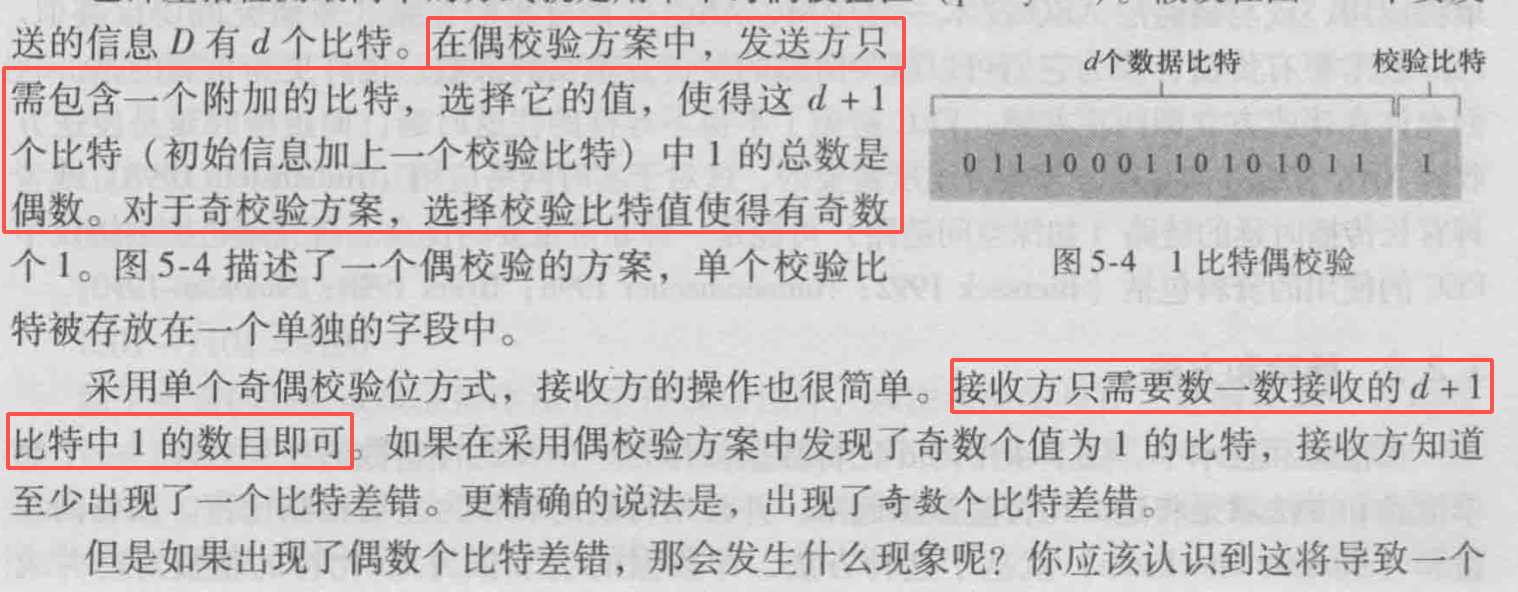 送的信息 D 有 d 个比特。在偶校验方案中，发送方只
需包含一个附加的比特，选择它的值，使得这 d + 1
个比特（初始信息加上一个校验比特）中 1 的总数是
偶数。对于奇校验方案，选择校验比特值使得有奇数
个 1。图 5-4 描述了一个偶校验的方案，单个校验比
特被存放在一个单独的字段中。
d个数据比特 校验比特
0 1 1 1 0 0 0 1 1 0 1 0 1 0 1 1 1
图 5-4 1 比特偶校验
采用单个奇偶校验位方式，接收方的操作也很简单。接收方只需要数一数接收的 d + 1
比特中 1 的数目即可。如果在采用偶校验方案中发现了奇数个值为 1 的比特，接收方知道
至少出现了一个比特差错。更精确的说法是，出现了奇数个比特差错。
但是如果出现了偶数个比特差错，那会发生什么现象呢？你应该认识到这将导致一个